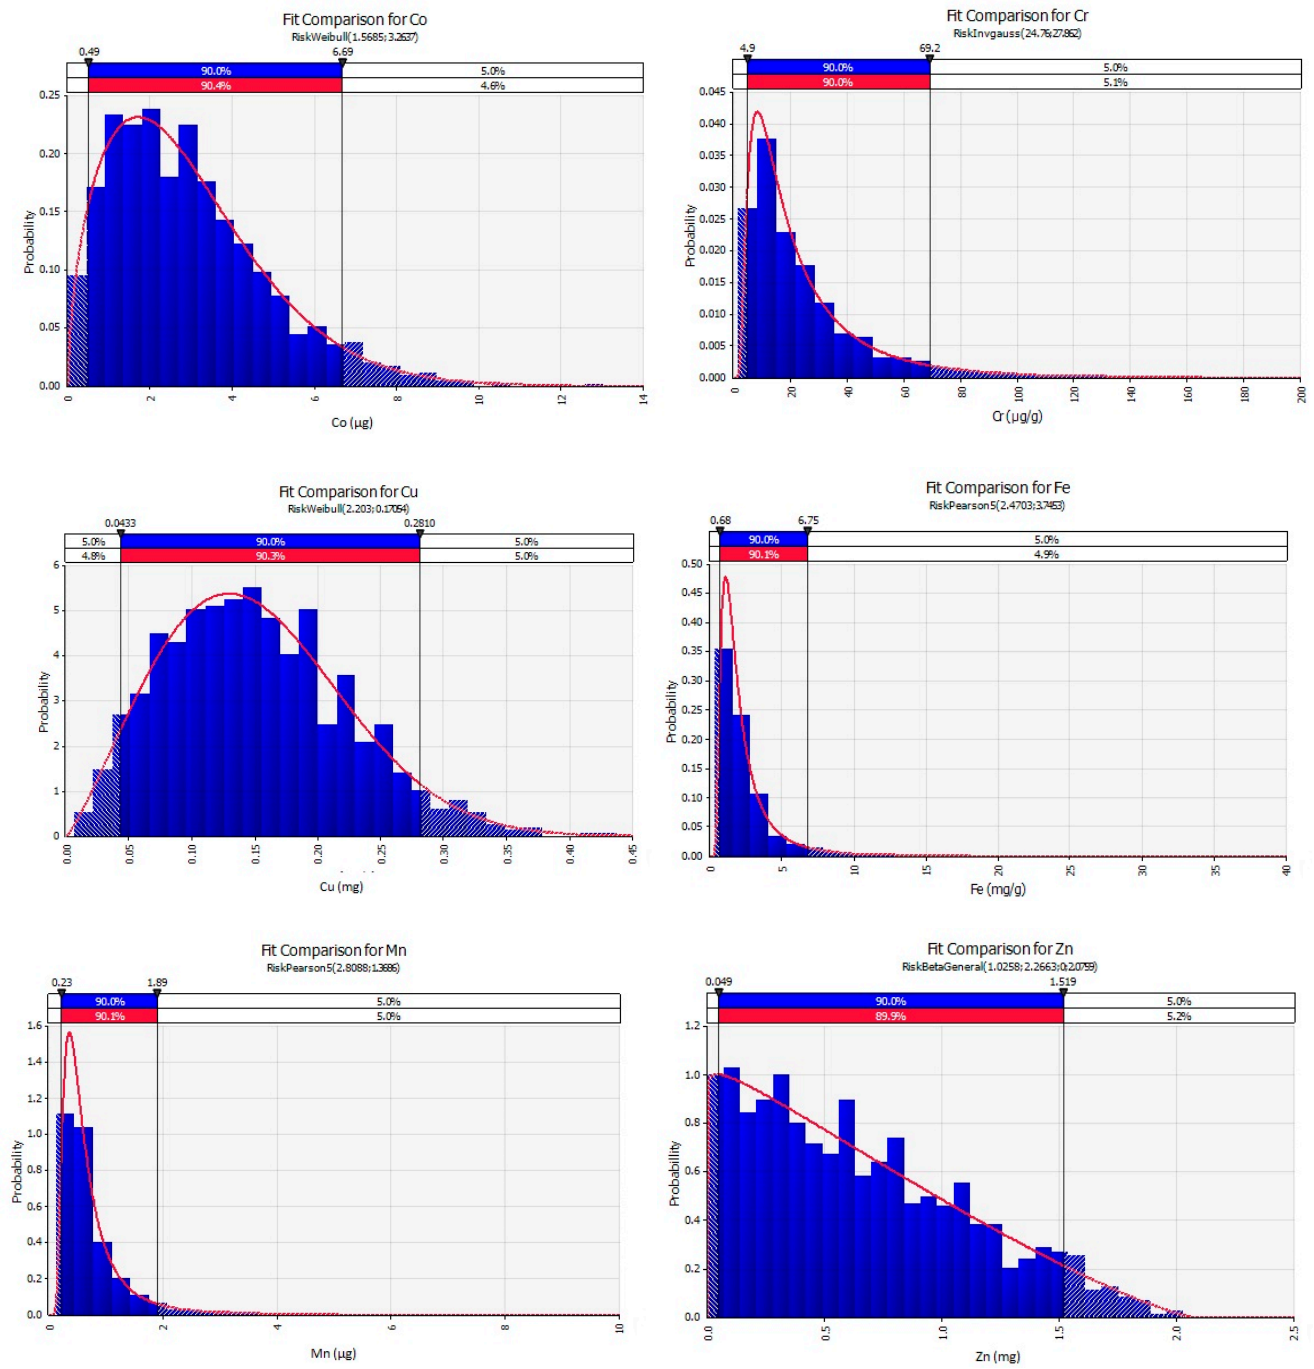 Fit Comparison for Co
RiskWeibull(1.5685;3.2637)
0.49 6.69
90.0% 5.0%
90.4% 4.6%
0.25
0.20
0.15
0.10
0.05
0.00
Probability
0 2 4 6 8 10 12 14
Co (µg)
Fit Comparison for Cr
RiskInvgauss(24.76;27.862)
4.9 69.2
90.0% 5.0%
90.0% 5.1%
0.045
0.040
0.035
0.030
0.025
0.020
0.015
0.010
0.005
0.000
Probability
0 20 40 60 80 100 120 140 160 180 200
Cr (µg/g)
Fit Comparison for Cu
RiskWeibull(2.203;0.17054)
0.0433 0.2810
5.0% 90.0% 5.0%
4.8% 90.3% 5.0%
6
5
4
3
2
1
0
Probability
0.00 0.05 0.10 0.15 0.20 0.25 0.30 0.35 0.40 0.45
Cu (mg)
Fit Comparison for Fe
RiskPearson5(2.4703;3.7453)
0.68 6.75
90.0% 5.0%
90.1% 4.9%
0.50
0.45
0.40
0.35
0.30
0.25
0.20
0.15
0.10
0.05
0.00
Probability
0 5 10 15 20 25 30 35 40
Fe (mg/g)
Fit Comparison for Mn
RiskPearson5(2.8088;1.3686)
0.23 1.89
90.0% 5.0%
90.1% 5.0%
1.6
1.4
1.2
1.0
0.8
0.6
0.4
0.2
0.0
Probability
0 2 4 6 8 10
Mn (µg)
Fit Comparison for Zn
RiskBetaGeneral(1.0258;2.2663;0;2.0759)
0.049 1.519
90.0% 5.0%
89.9% 5.2%
1.2
1.0
0.8
0.6
0.4
0.2
0.0
Probability
0.0 0.5 1.0 1.5 2.0 2.5
Zn (mg)